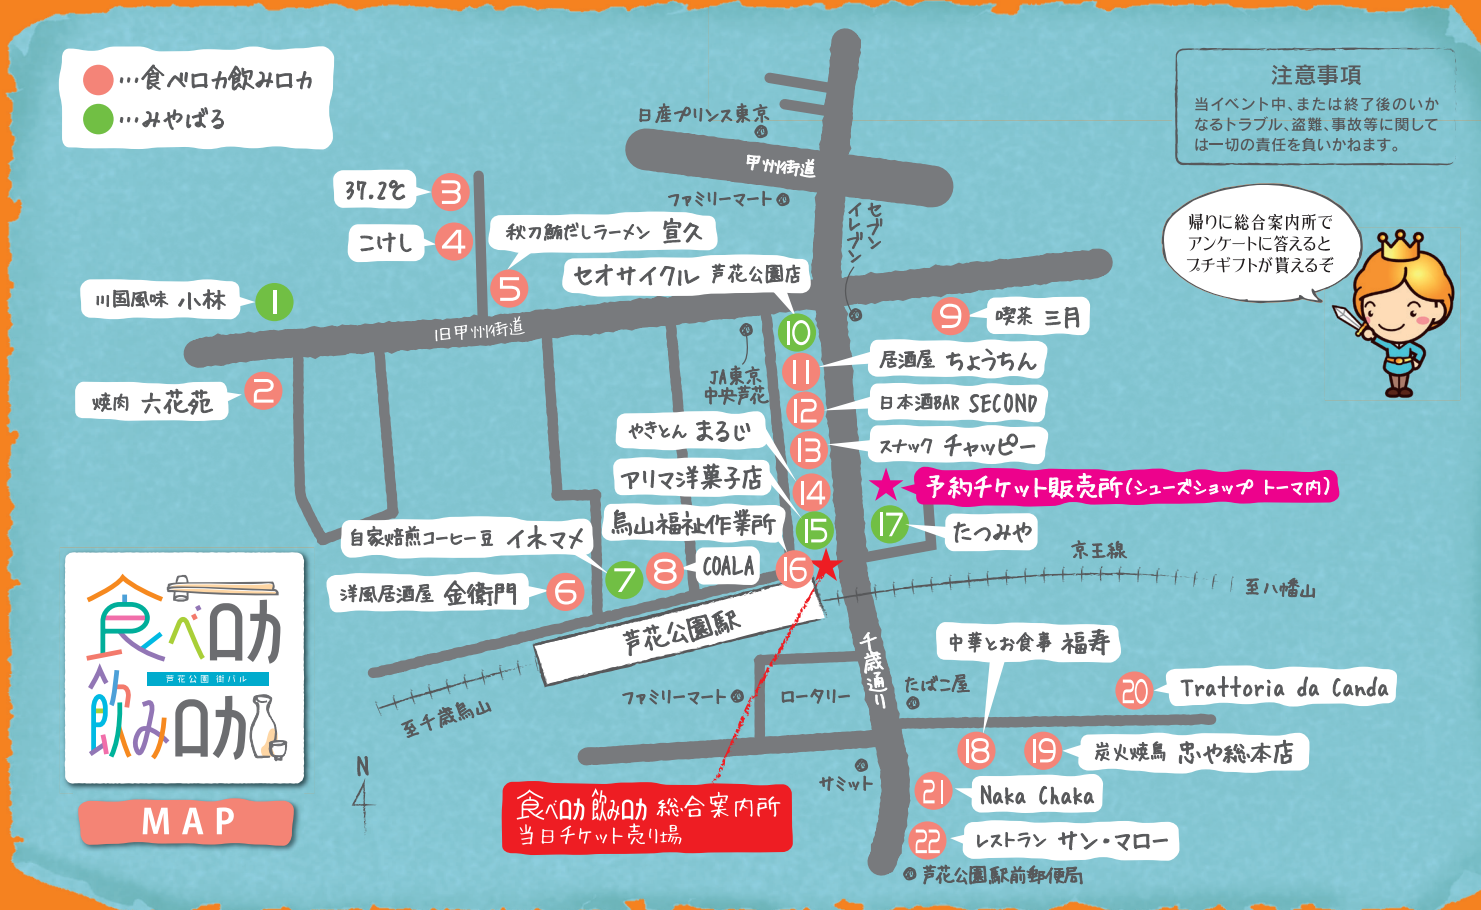 …食べロカ飲みロカ
…みやばる
日産プリンス東京
甲州街道
ファミリーマート
セブン
イレブン
注意事項
当イベント中、または終了後のいか
なるトラブル、盗難、事故等に関して
は一切の責任を負いかねます。
帰りに総合案内所で
アンケートに答えると
プチギフトが貰えるぞ
37.2℃ 3
こけし 4
秋刀鮪だしラーメン 宣久
5
セオサイクル 芦花公園店
10
川国風味 小林 1
旧甲州街道
9 喫茶 三月
JA東京
中央芦花
11 居酒屋 ちょうちん
焼肉 六花苑 2
12 日本酒BAR SECOND
やきとん まるじ
13 スナック チャッピー
アリマ洋菓子店
14
予約チケット販売所(シューズショップ トーマ内)
烏山福祉作業所
15
17 たつみや
自家焙煎コーヒー豆 イネマメ
7
8 COALA
16
京王線
至八幡山
洋風居酒屋 金衛門 6
芦花公園駅
千歳通り
食べロカ
芦花公園 街バル
飲みロカ
MAP
至千歳烏山
N
ファミリーマート
ロータリー
たばこ屋
中華とお食事 福寿
18
20 Trattoria da Canda
19 炭火焼鳥 忠や総本店
サミット
21 Naka Chaka
22 レストラン サン・マロー
食べロカ 飲みロカ 総合案内所
当日チケット売り場
芦花公園駅前郵便局